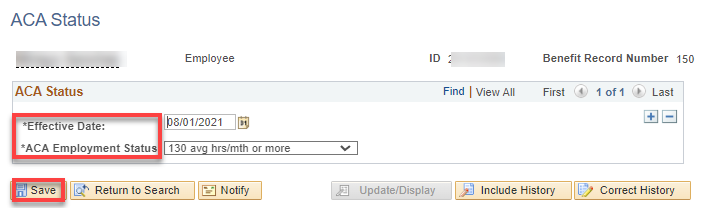 ACA Status
Employee ID Benefit Record Number 150
ACA Status Find | View All First 1 of 1 Last
*Effective Date: 08/01/2021
*ACA Employment Status 130 avg hrs/mth or more
Save Return to Search Notify Update/Display Include History Correct History